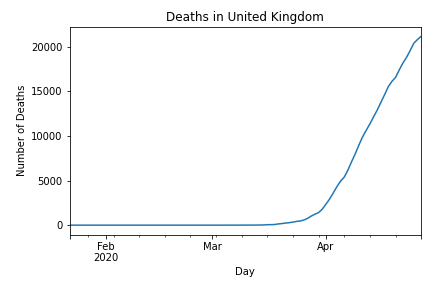 Deaths in United Kingdom
Number of Deaths
20000
15000
10000
5000
0
Feb
2020
Mar
Apr
Day